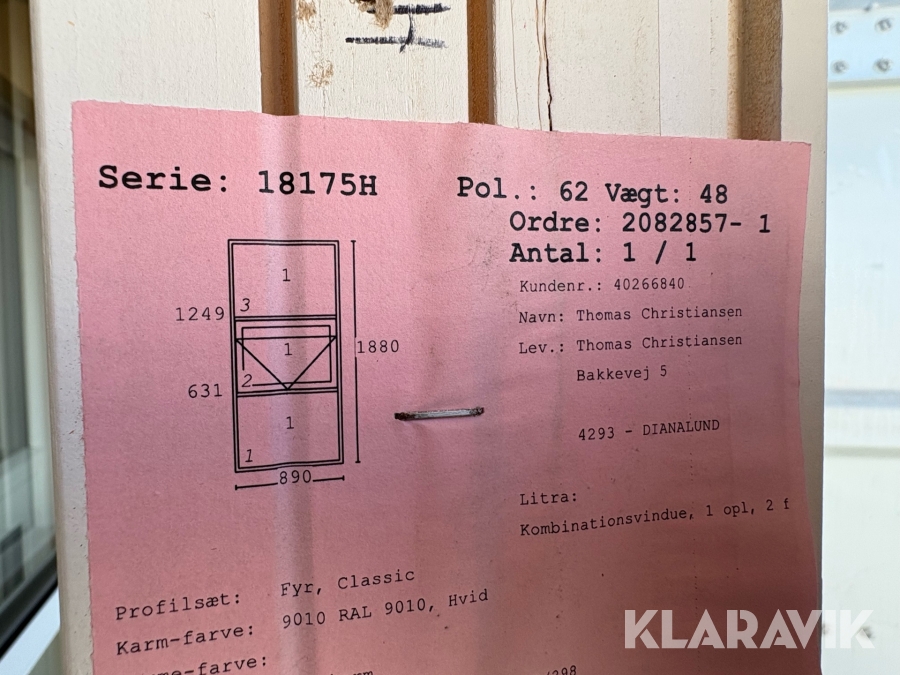 Serie: 18175H
Pol.: 62 Vægt: 48
Ordre: 2082857- 1
Antal: 1 / 1
Kundenr.: 40266840
Navn: Thomas Christiansen
Lev.: Thomas Christiansen
Bakkevej 5
4293 - DIANALUND
1
3
1249
1
1880
2
631
1
1
890
Litra:
Kombinationsvindue, 1 opl, 2 f
Profilsæt: Fyr, Classic
Karm-farve: 9010 RAL 9010, Hvid
KLARAVIK